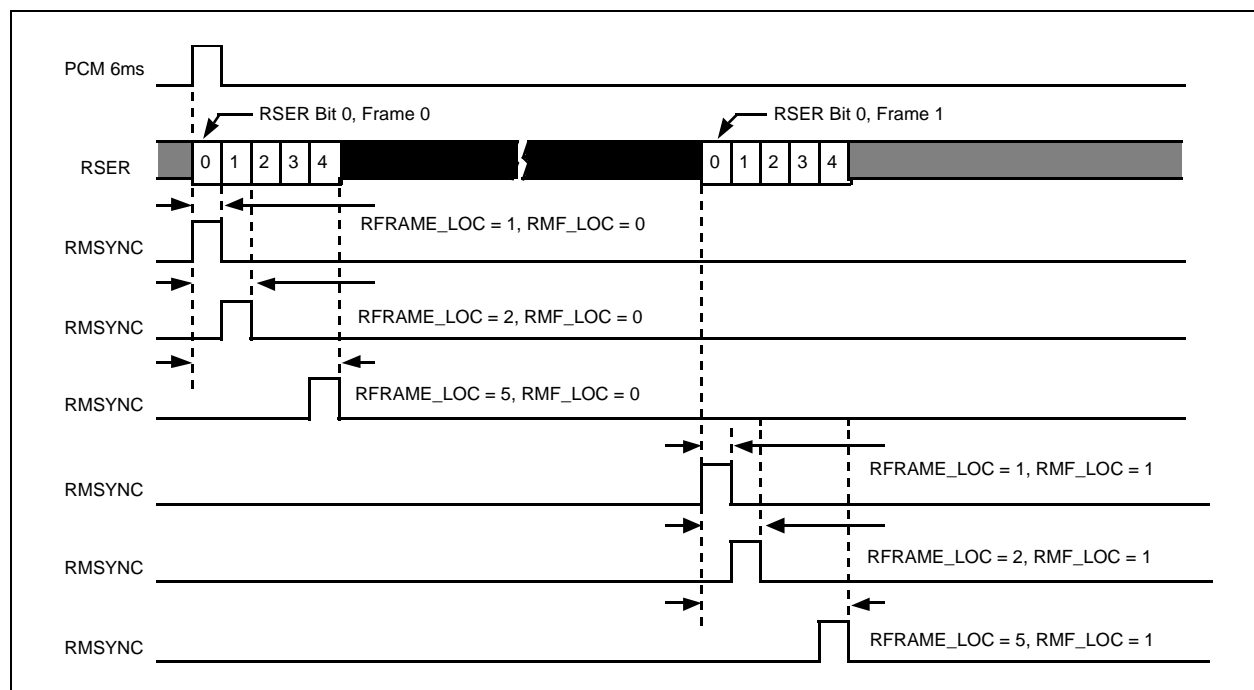 PCM 6ms
RSER Bit 0, Frame 0
RSER Bit 0, Frame 1
RSER
0 1 2 3 4
0 1 2 3 4
RFRAME_LOC = 1, RMF_LOC = 0
RMSYNC
RFRAME_LOC = 2, RMF_LOC = 0
RMSYNC
RFRAME_LOC = 5, RMF_LOC = 0
RMSYNC
RFRAME_LOC = 1, RMF_LOC = 1
RMSYNC
RFRAME_LOC = 2, RMF_LOC = 1
RMSYNC
RFRAME_LOC = 5, RMF_LOC = 1
RMSYNC